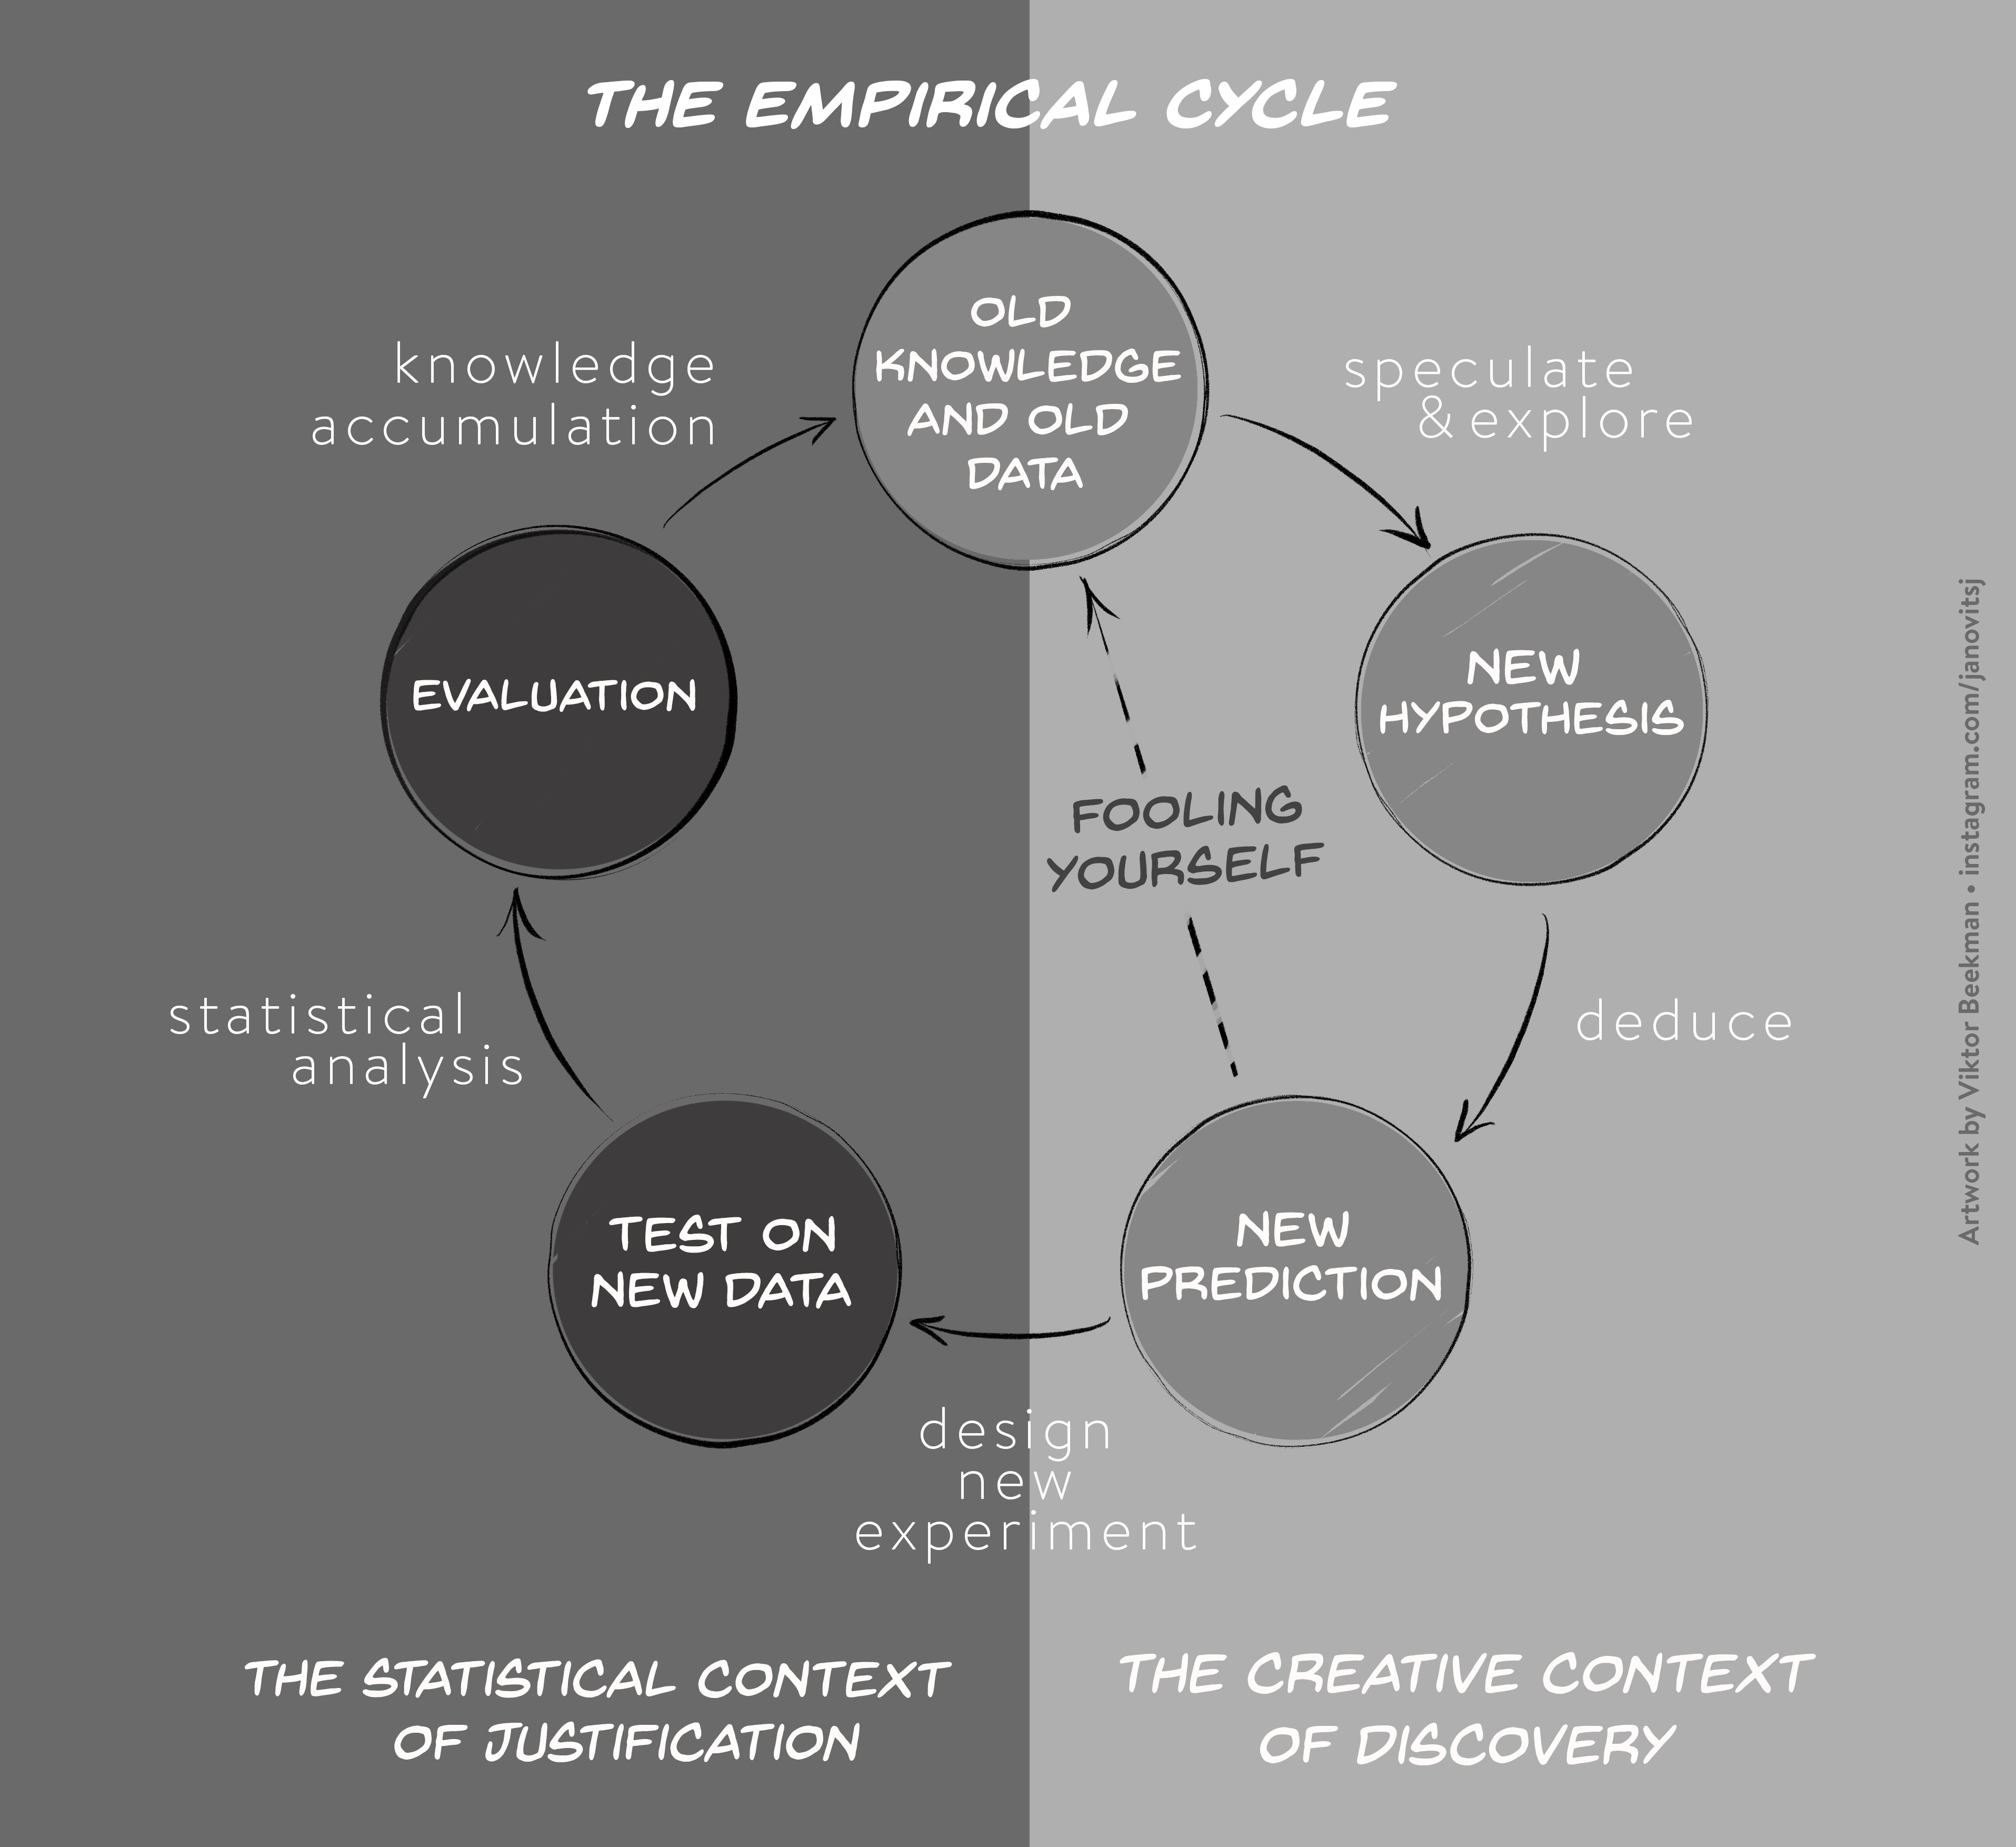 THE EMPIRICAL CYCLE
OLD
KNOWLEDGE
AND OLD
DATA
speculate
& explore
NEW
HYPOTHESIS
deduce
NEW
PREDICTION
FOOLING
YOURSELF
design
new
experiment
TEST ON
NEW DATA
statistical
analysis
EVALUATION
knowledge
accumulation
THE STATISTICAL CONTEXT
OF JUSTIFICATION
THE CREATIVE CONTEXT
OF DISCOVERY
Artwork by Viktor Beekman • instagram.com/janovitsj